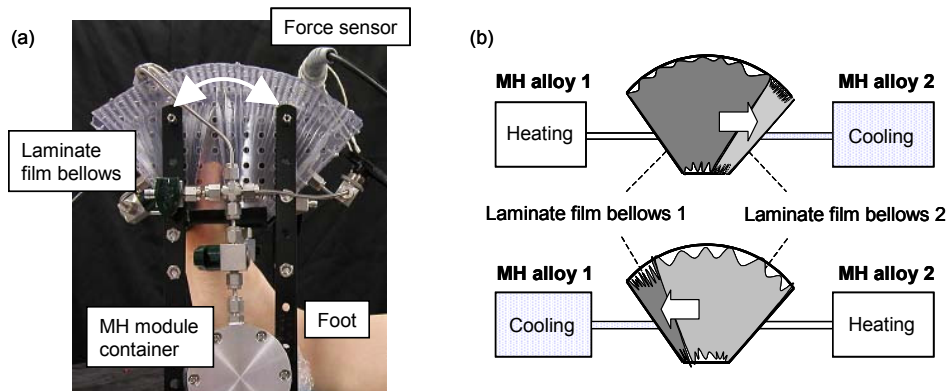 (a)
Force sensor
Laminate
film bellows
MH module
container
Foot
(b)
MH alloy 1
MH alloy 2
Heating
Cooling
Laminate film bellows 1
Laminate film bellows 2
MH alloy 1
MH alloy 2
Cooling
Heating